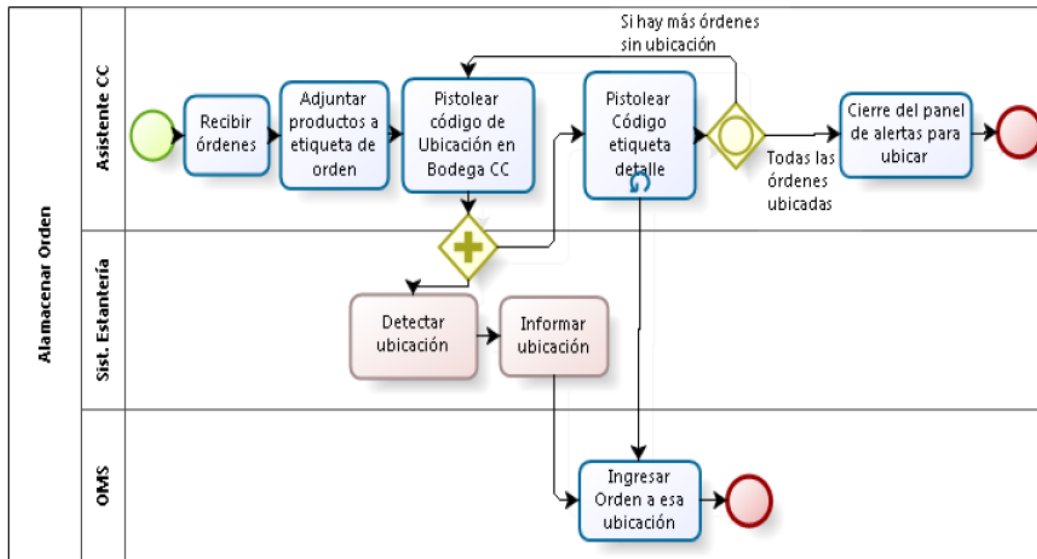 Alamacenar Orden
Asistente CC
Recibir
órdenes
Adjuntar
productos a
etiqueta de
orden
Pistolear
código de
Ubicación en
Bodega CC
Pistolear
Código
etiqueta
detalle
Si hay más órdenes
sin ubicación
Todas las
órdenes
ubicadas
Cierre del panel
de alertas para
ubicar
Sist. Estantería
Detectar
ubicación
Informar
ubicación
OMS
Ingresar
Orden a esa
ubicación